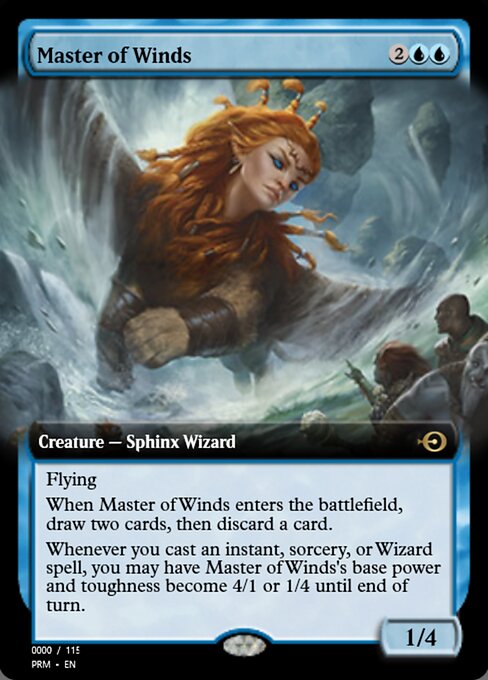 Master of Winds 2
Creature — Sphinx Wizard
Flying
When Master of Winds enters the battlefield,
draw two cards, then discard a card.
Whenever you cast an instant, sorcery, or Wizard
spell, you may have Master of Winds's base power
and toughness become 4/1 or 1/4 until end of
turn.
1/4
0000 / 115
PRM • EN